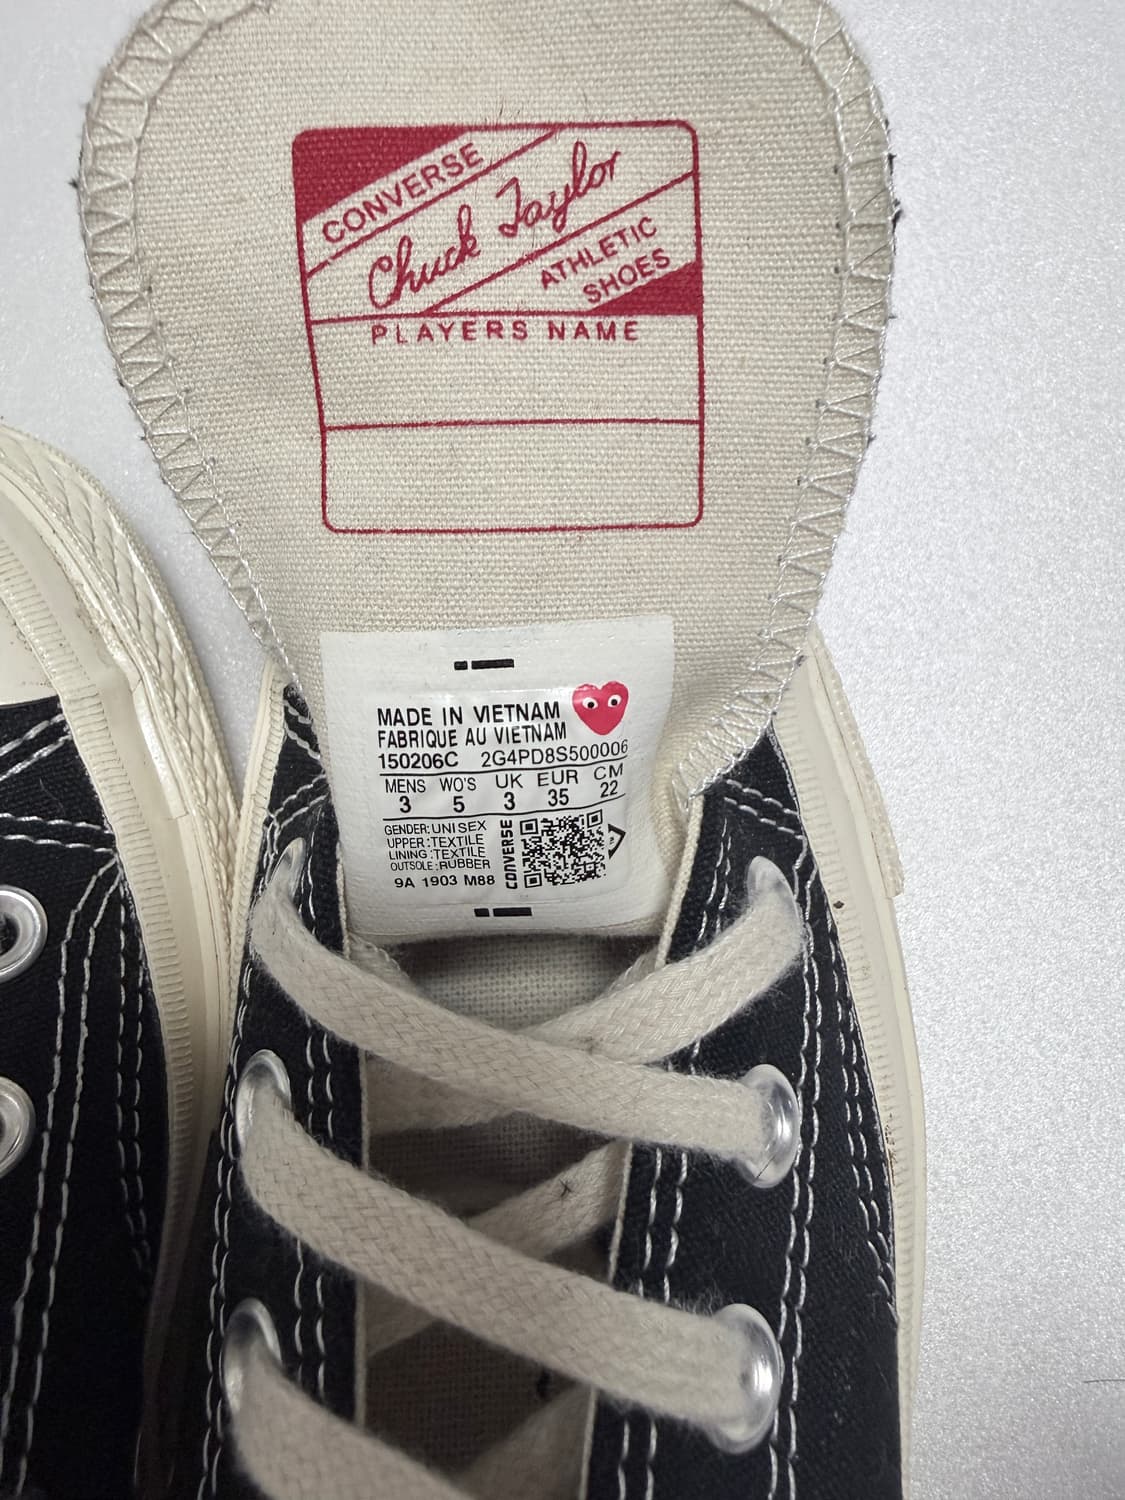 CONVERSE
Chuck Taylor
ATHLETIC
SHOES
PLAYERS NAME
MADE IN VIETNAM
FABRIQUE AU VIETNAM
150206C 2G4PD8S500006
MENS WO'S UK EUR CM
3 5 3 35 22
GENDER:UNISEX
UPPER:TEXTILE
LINING:TEXTILE
OUTSOLE:RUBBER
CONVERSE
9A 1903 M88